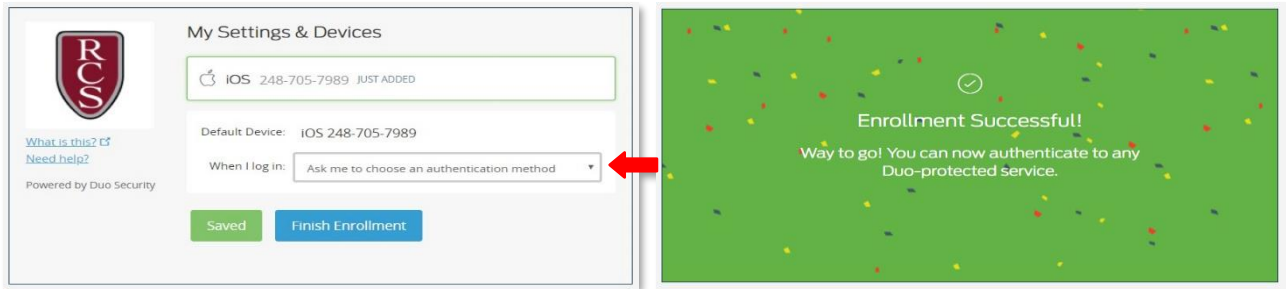 RCS
What is this?
Need help?
Powered by Duo Security
My Settings & Devices
iOS 248-705-7989 JUST ADDED
Default Device: iOS 248-705-7989
When I log in: Ask me to choose an authentication method
Saved Finish Enrollment
Enrollment Successful!
Way to go! You can now authenticate to any
Duo-protected service.